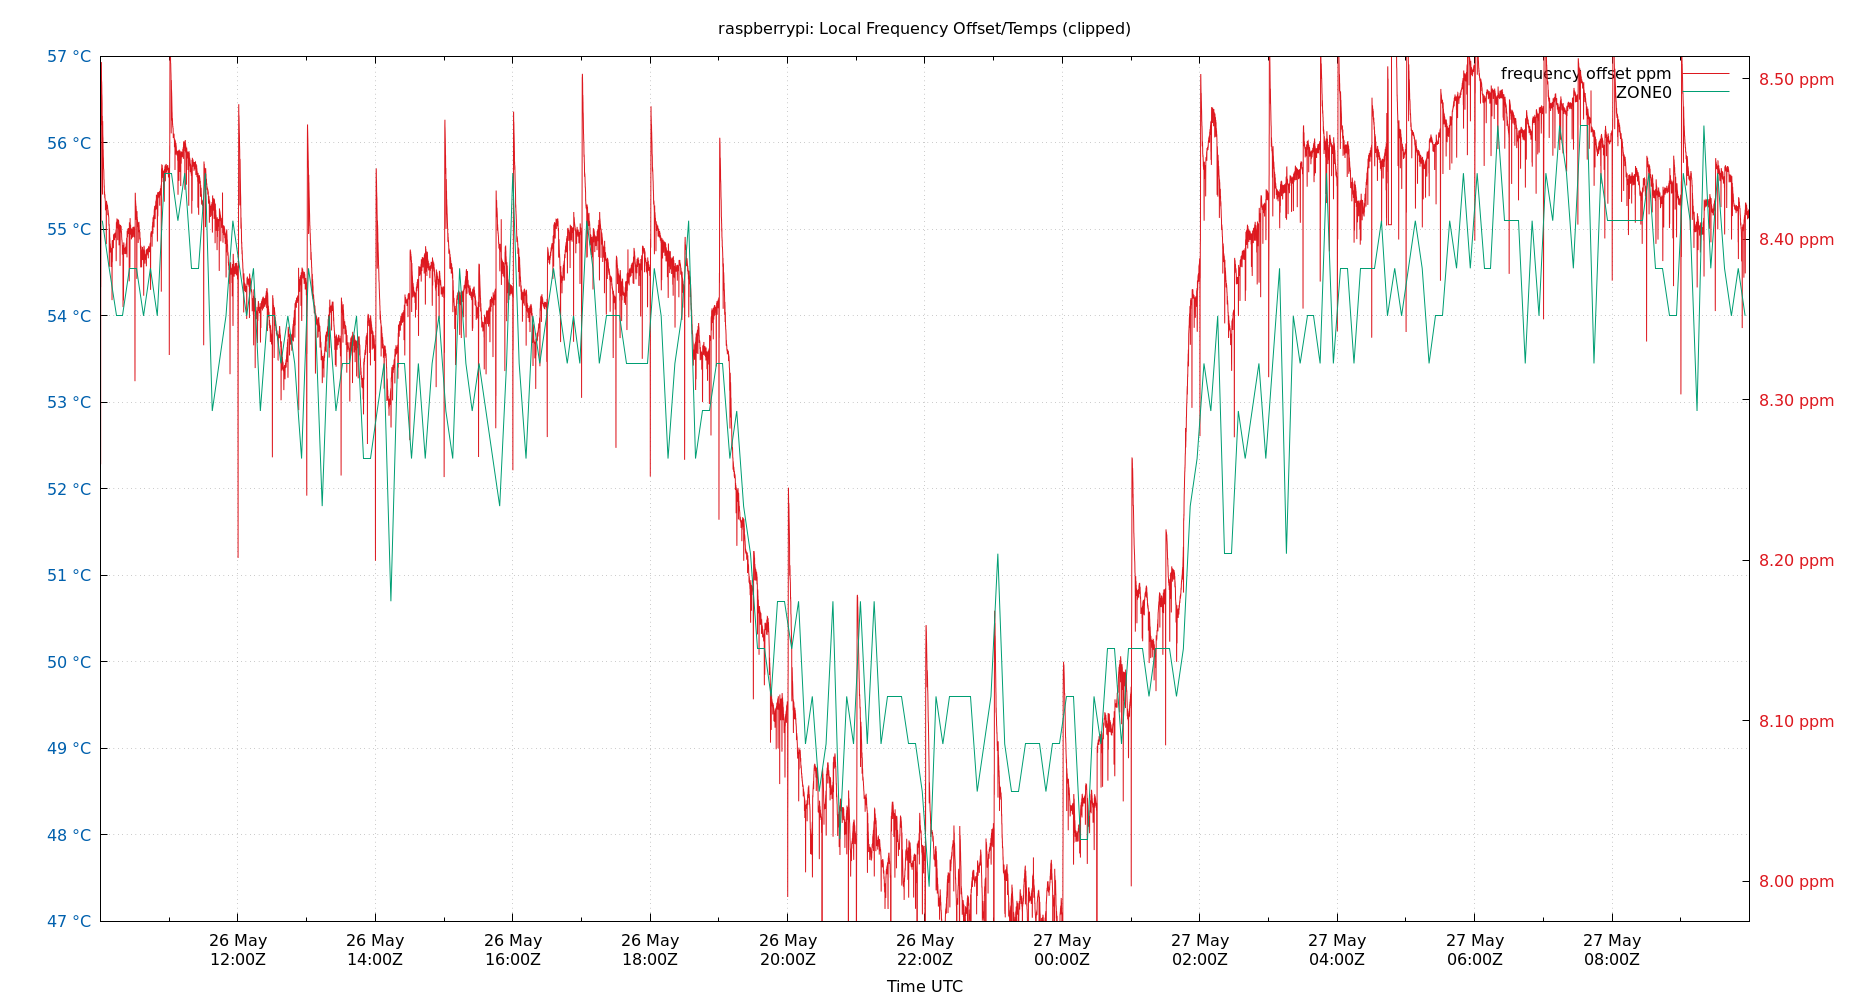 raspberrypi: Local Frequency Offset/Temps (clipped)
57 °C
56 °C
55 °C
54 °C
53 °C
52 °C
51 °C
50 °C
49 °C
48 °C
47 °C
frequency offset ppm
ZONE0
8.50 ppm
8.40 ppm
8.30 ppm
8.20 ppm
8.10 ppm
8.00 ppm
26 May
12:00Z
26 May
14:00Z
26 May
16:00Z
26 May
18:00Z
26 May
20:00Z
26 May
22:00Z
27 May
00:00Z
27 May
02:00Z
27 May
04:00Z
27 May
06:00Z
27 May
08:00Z
Time UTC